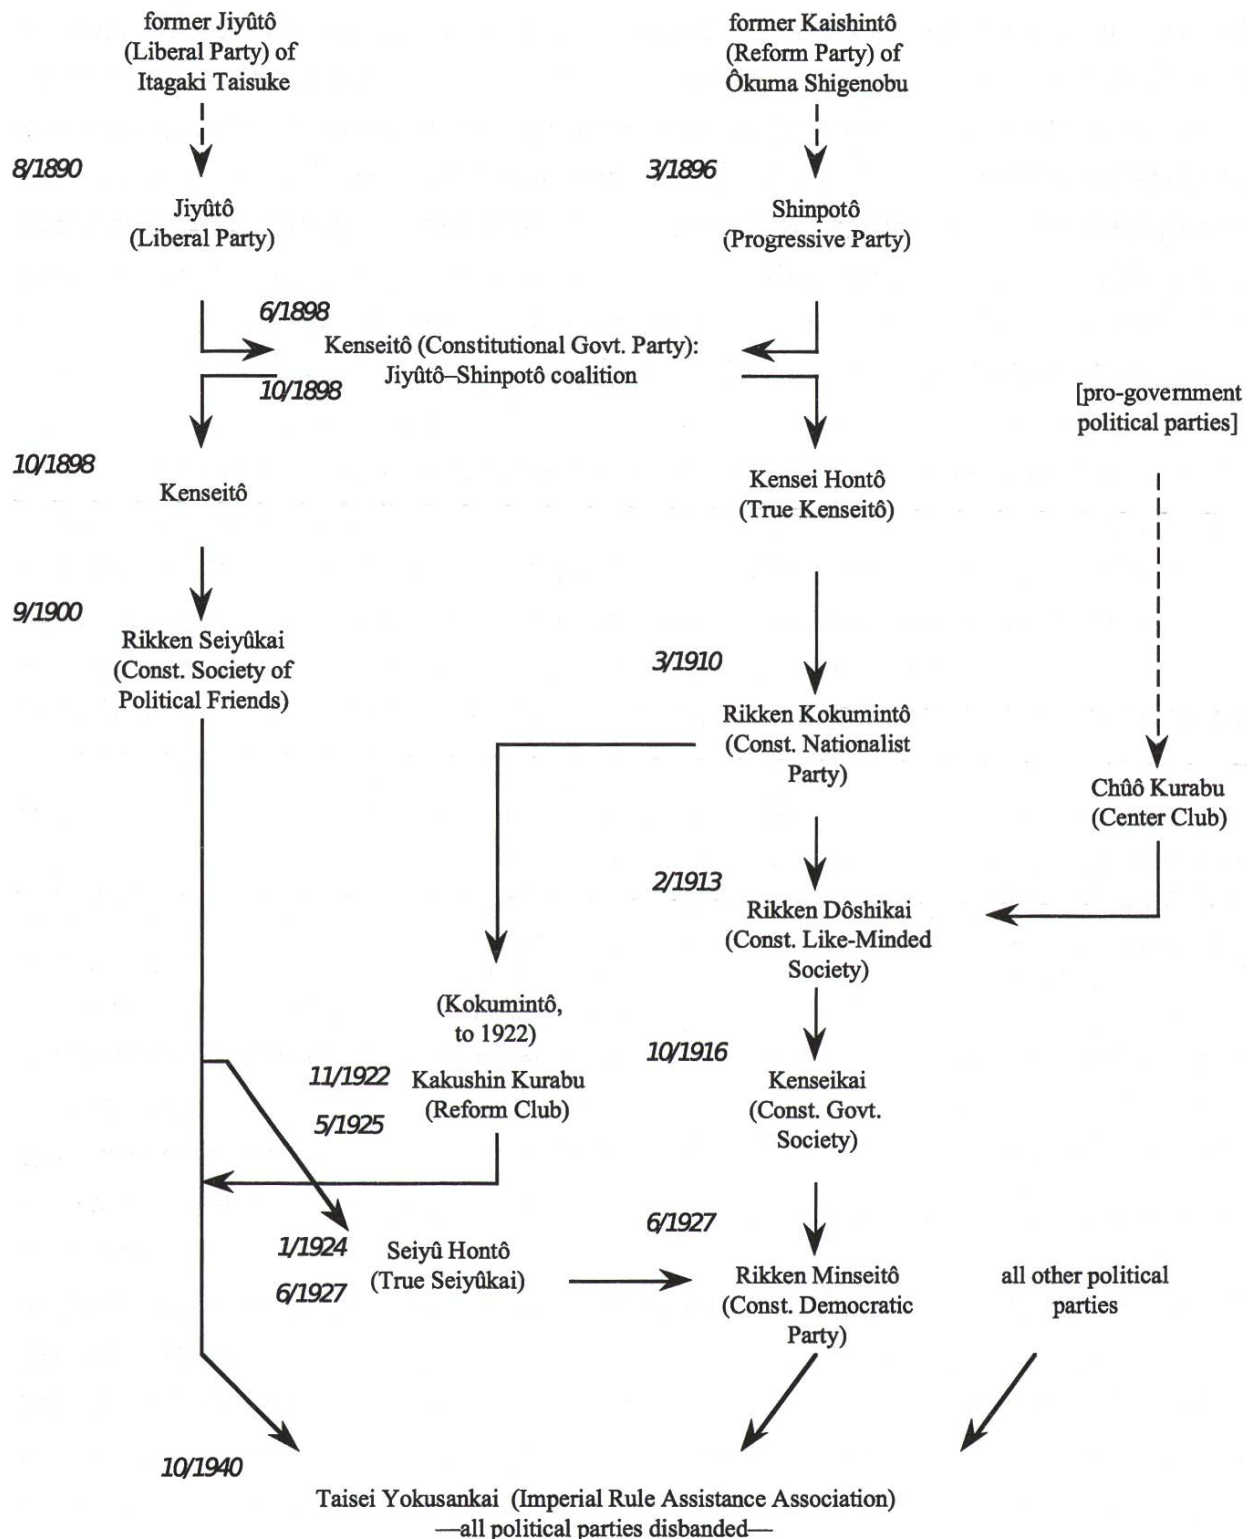 former Jiyûtô
(Liberal Party) of
Itagaki Taisuke
former Kaishintô
(Reform Party) of
Ôkuma Shigenobu
8/1890
Jiyûtô
(Liberal Party)
3/1896
Shinpotô
(Progressive Party)
6/1898
Kenseitô (Constitutional Govt. Party):
Jiyûtô–Shinpotô coalition
10/1898
[pro-government
political parties]
10/1898
Kenseitô
Kensei Hontô
(True Kenseitô)
9/1900
Rikken Seiyûkai
(Const. Society of
Political Friends)
3/1910
Rikken Kokumintô
(Const. Nationalist
Party)
Chûô Kurabu
(Center Club)
2/1913
Rikken Dôshikai
(Const. Like-Minded
Society)
(Kokumintô,
to 1922)
11/1922
Kakushin Kurabu
(Reform Club)
5/1925
10/1916
Kenseikai
(Const. Govt.
Society)
1/1924
Seiyû Hontô
(True Seiyûkai)
6/1927
6/1927
Rikken Minseitô
(Const. Democratic
Party)
all other political
parties
10/1940
Taisei Yokusankai (Imperial Rule Assistance Association)
—all political parties disbanded—